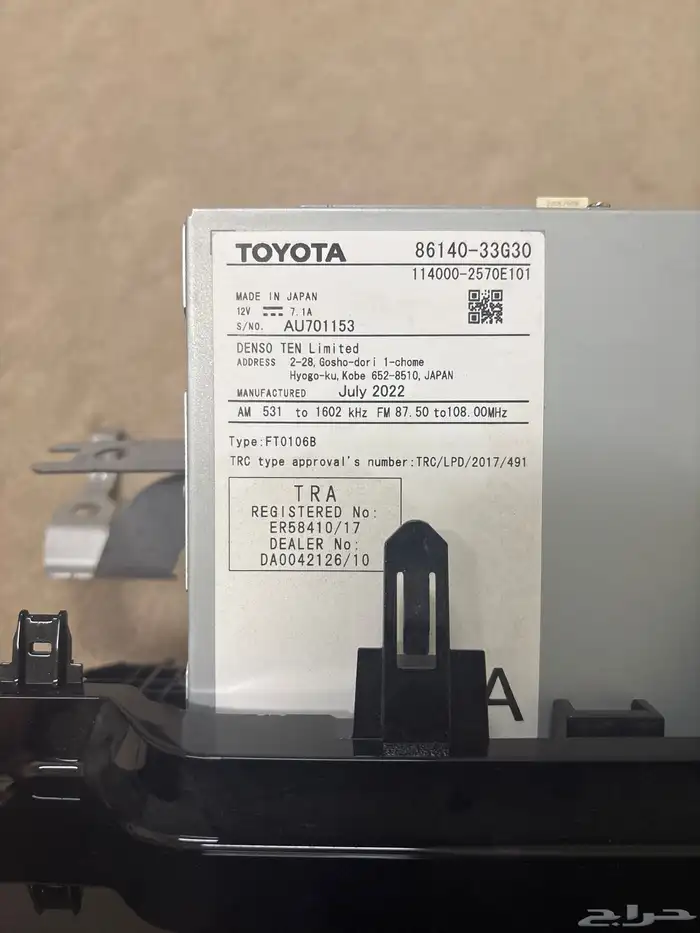 TOYOTA 86140-33G30
114000-2570E101
MADE IN JAPAN
12V 7.1A
S/NO. AU701153
DENSO TEN Limited
ADDRESS 2-28, Gosho-dori 1-chome
Hyogo-ku, Kobe 652-8510, JAPAN
MANUFACTURED July 2022
AM 531 to 1602 kHz FM 87.50 to 108.00MHz
Type:FT0106B
TRC type approval's number:TRC/LPD/2017/491
TRA
REGISTERED No:
ER58410/17
DEALER No:
DA0042126/10
A
حراج